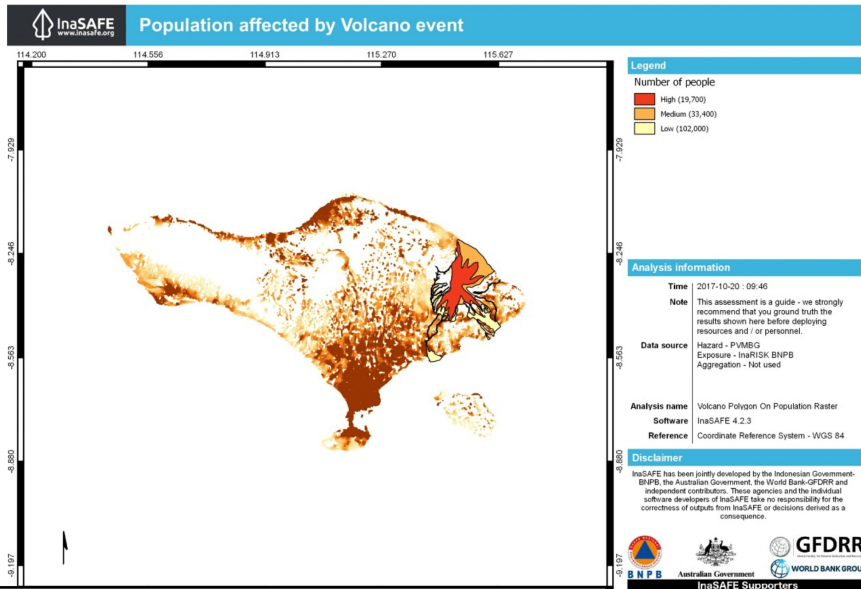 InaSAFE
www.inasafe.org
Population affected by Volcano event
114.200 114.556 114.913 115.270 115.627
-7.929
-8.246
-8.563
-8.880
-9.197
-7.929
-8.246
-8.563
-8.880
-9.197
Legend
Number of people
High (19,700)
Medium (33,400)
Low (102,000)
Analysis information
Time 2017-10-20 : 09:46
Note This assessment is a guide - we strongly
recommend that you ground truth the
results shown here before deploying
resources and / or personnel.
Data source Hazard - PVMBG
Exposure - InaRISK BNPB
Aggregation - Not used
Analysis name Volcano Polygon On Population Raster
Software InaSAFE 4.2.3
Reference Coordinate Reference System - WGS 84
Disclaimer
InaSAFE has been jointly developed by the Indonesian Government-
BNPB, the Australian Government, the World Bank-GFDRR and
independent contributors. These agencies and the individual
software developers of InaSAFE take no responsibility for the
correctness of outputs from InaSAFE or decisions derived as a
consequence.
BNPB
Australian Government
GFDRR
WORLD BANK GROUP
InaSAFE Supporters